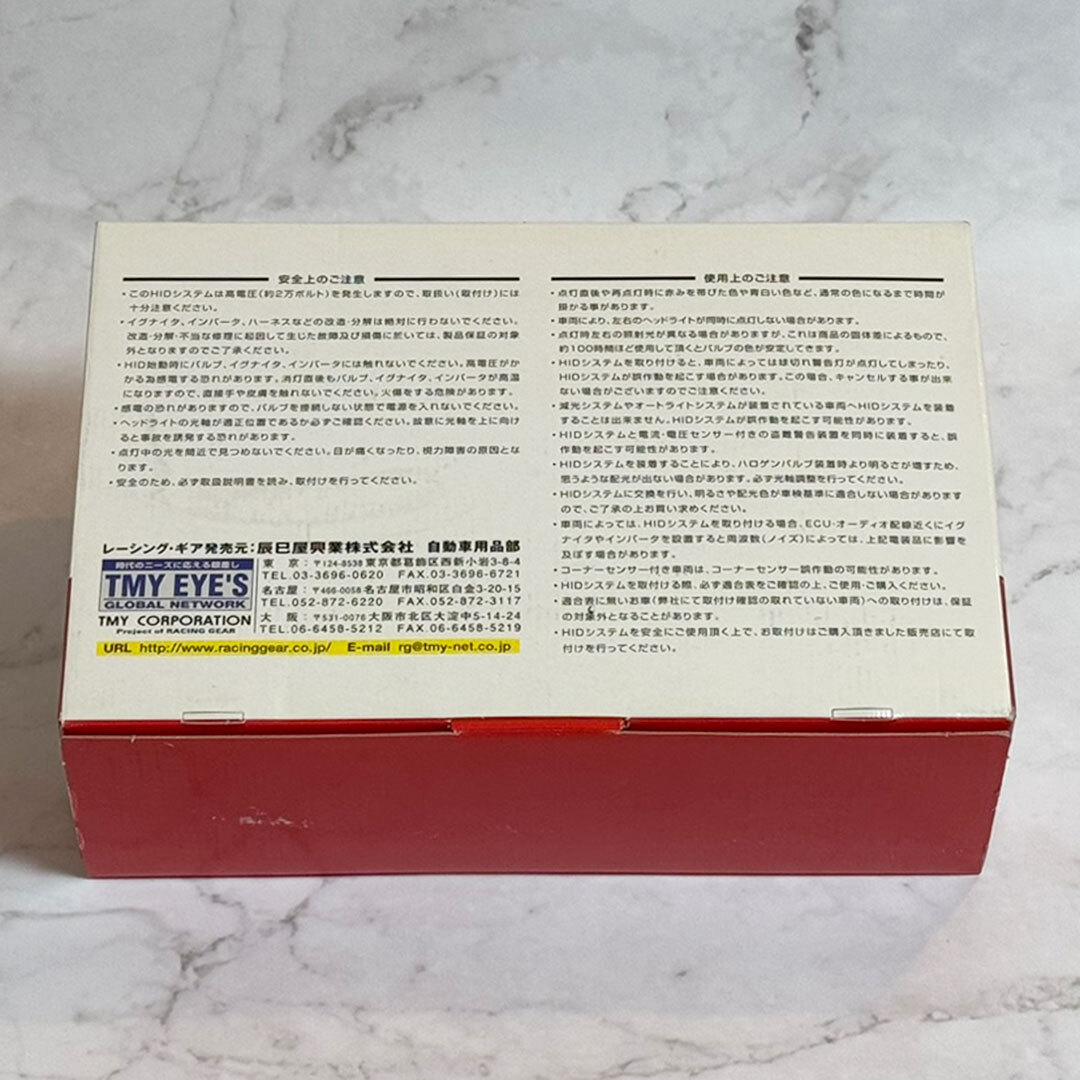 安全上のご注意
・このHIDシステムは高電圧(約2万ボルト)を発生しますので、取扱い(取付け)には
十分注意ください。
・イグナイタ、インバータ、ハーネスなどの改造・分解は絶対に行わないでください。
改造・分解・不当な修理に起因して生じた故障及び損傷に於いては、製品保証の対象
外となりますのでご了承ください。
・HID始動時にバルブ、イグナイタ、インバータには触れないでください。高電圧がか
かる為感電する恐れがあります。消灯直後もバルブ、イグナイタ、インバータが高温
になりますので、直接手や皮膚を触れないでください。火傷をする危険があります。
・感電の恐れがありますので、バルブを接続しない状態で電源を入れないでください。
・ヘッドライトの光軸が適正位置であるか必ずご確認ください。故意に光軸を上に向け
ると事故を誘発する恐れがあります。
・点灯中の光を間近で見つめないでください。目が痛くなったり、視力障害の原因とな
ります。
・安全のため、必ず取扱説明書を読み、取付けを行ってください。
レーシング・ギア発売元:辰巳屋興業株式会社 自動車用品部
時代のニーズに応える眼差し
TMY EYE'S
GLOBAL NETWORK
TMY CORPORATION
Project of RACING GEAR
東 京:〒124-8538 東京都葛飾区西新小岩3-8-4
TEL.03-3696-0620 FAX.03-3696-6721
名古屋:〒466-0058 名古屋市昭和区白金3-20-15
TEL.052-872-6220 FAX.052-872-3117
大 阪:〒531-0076 大阪市北区大淀中5-14-24
TEL.06-6458-5212 FAX.06-6458-5219
URL http://www.racinggear.co.jp/ E-mail rg@tmy-net.co.jp
使用上のご注意
・点灯直後や再点灯時に赤みを帯びた色や青白い色など、通常の色になるまで時間が
掛かる事があります。
・車両により、左右のヘッドライトが同時に点灯しない場合があります。
・点灯時左右の照射光が異なる場合がありますが、これは商品の個体差によるもので、
約100時間ほど使用して頂くとバルブの色が安定してきます。
・HIDシステムを取り付けると、車両によっては球切れ警告灯が点灯してしまったり、
HIDシステムが誤作動を起こす場合があります。この場合、キャンセルする事が出来
ない場合がございますのでご注意ください。
・減光システムやオートライトシステムが装着されている車両へHIDシステムを装着
することは出来ません。HIDシステムが誤作動を起こす可能性があります。
・HIDシステムと電流・電圧センサー付きの盗難警告装置を同時に装着すると、誤
作動を起こす可能性があります。
・HIDシステムを装着することにより、ハロゲンバルブ装着時より明るさが増すため、
思うような配光が出ない場合があります。必ず光軸調整を行ってください。
・HIDシステムに交換を行い、明るさや配光色が車検基準に適合しない場合があります
ので、ご了承の上お買い求めください。
・車両によっては、HIDシステムを取り付ける場合、ECU・オーディオ配線近くにイグ
ナイタやインバータを設置すると周波数(ノイズ)によっては、上記電装品に影響を
及ぼす場合があります。
・コーナーセンサー付き車両は、コーナーセンサー誤作動の可能性があります。
・HIDシステムを取付ける際、必ず適合表をご確認の上、ご使用・ご購入ください。
・適合表に無いお車(弊社にて取付け確認の取れていない車両)への取り付けは、保証
の対象外となることがあります。
・HIDシステムを安全にご使用頂く上で、お取付けはご購入頂きました販売店にて取
付けを行ってください。